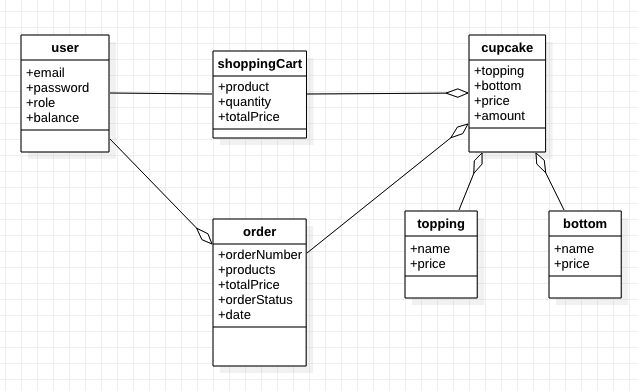 user
+email
+password
+role
+balance
shoppingCart
+product
+quantity
+totalPrice
cupcake
+topping
+bottom
+price
+amount
order
+orderNumber
+products
+totalPrice
+orderStatus
+date
topping
+name
+price
bottom
+name
+price